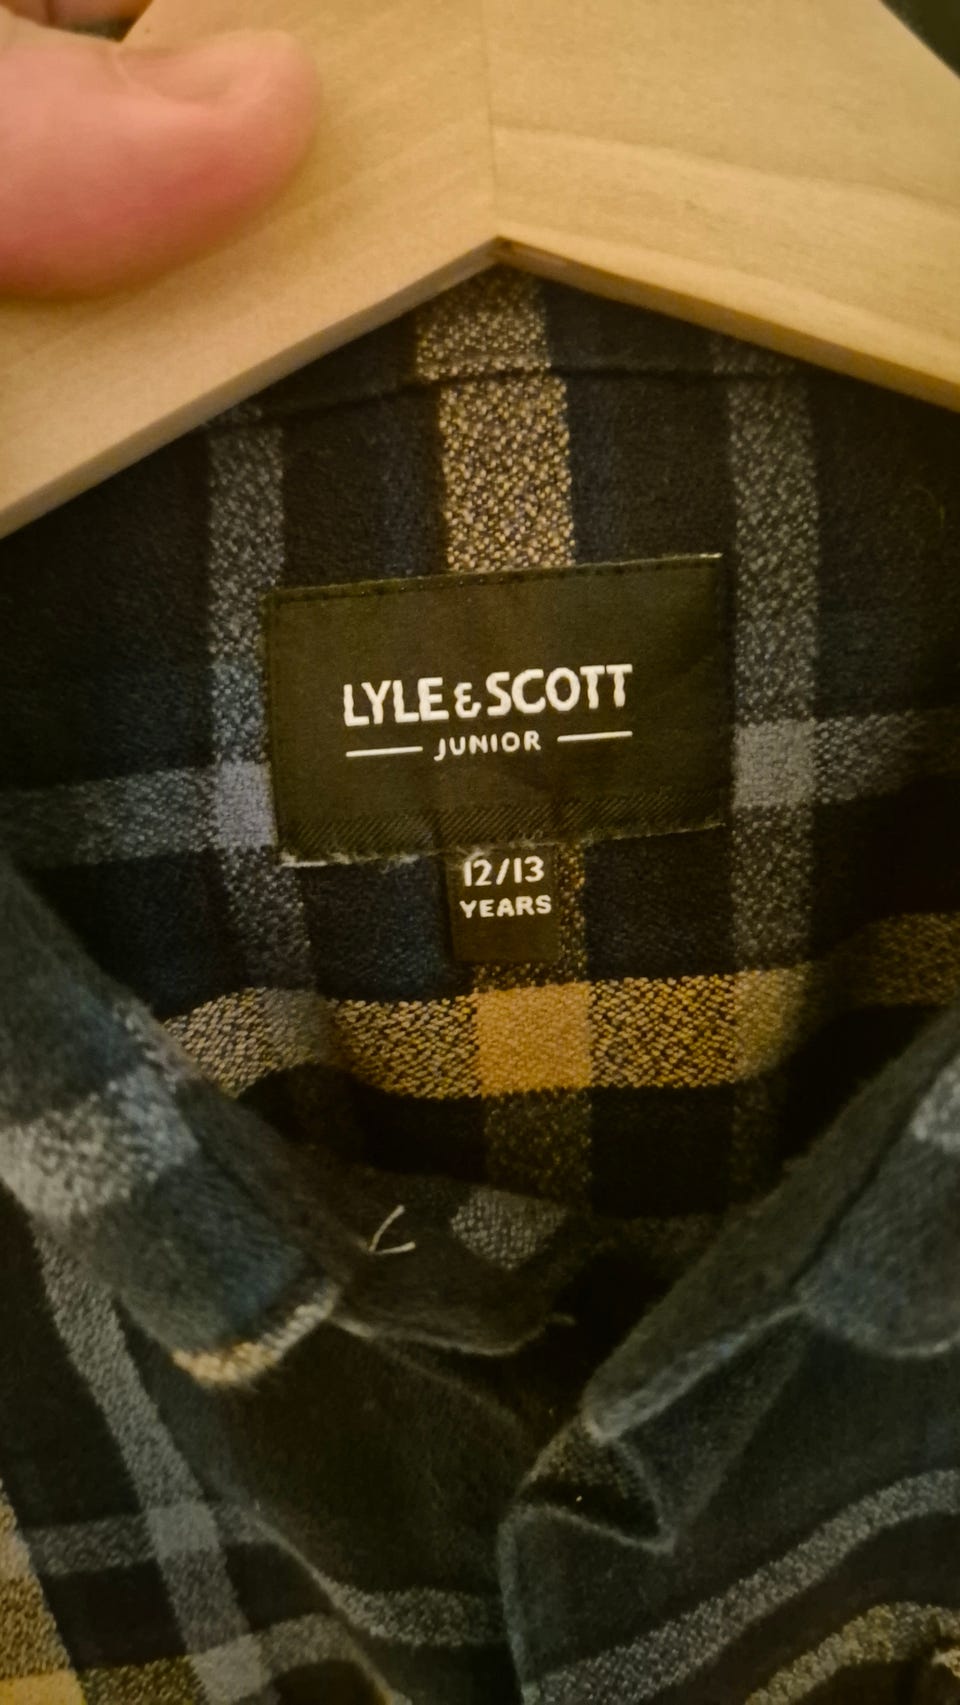 LYLE & SCOTT
JUNIOR
12/13
YEARS